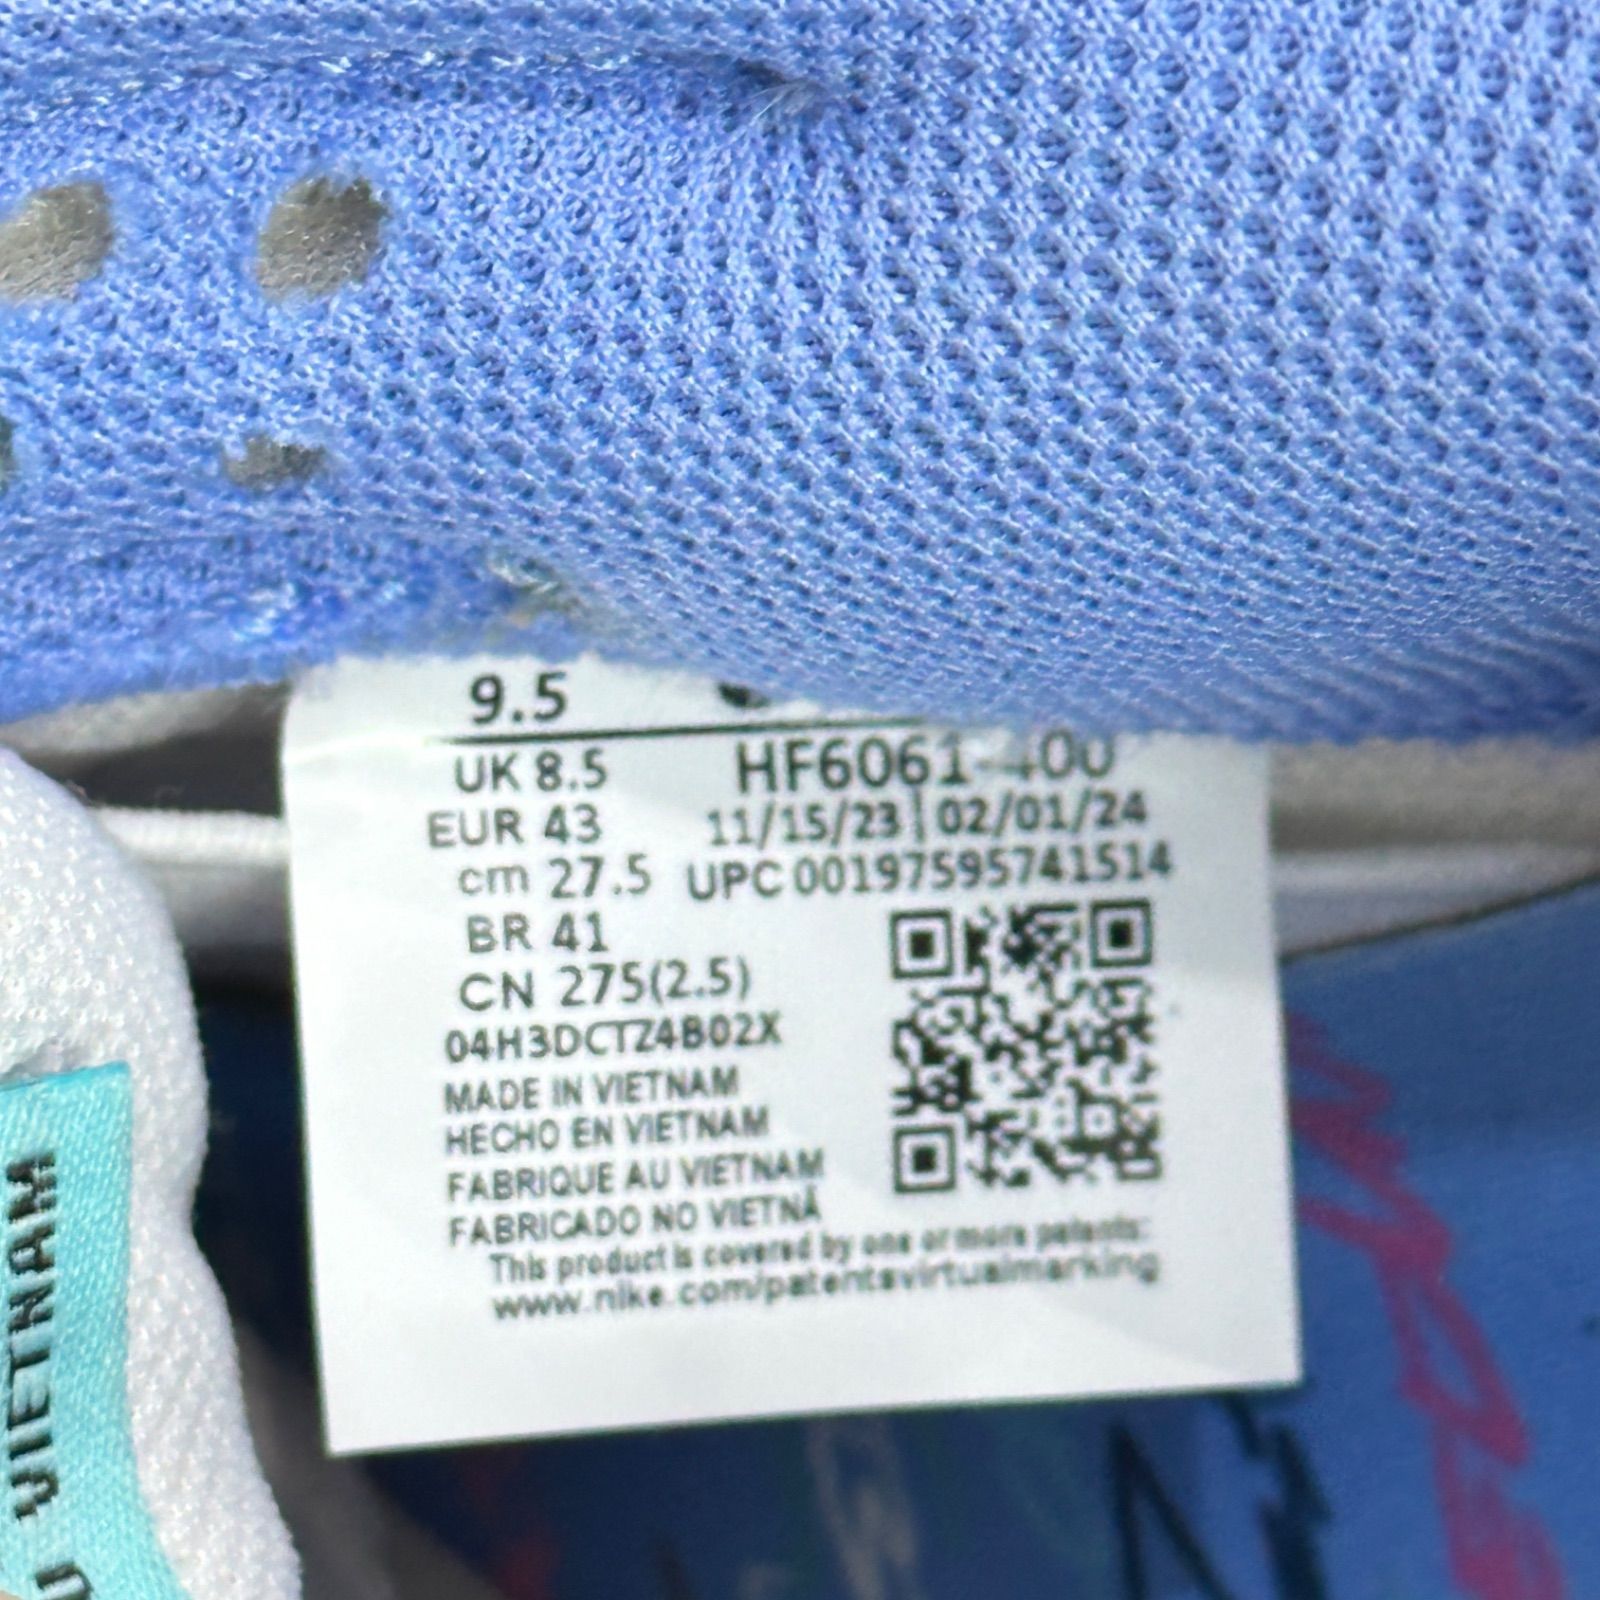 9.5
UK 8.5
HF6061-400
EUR 43
11/15/23 | 02/01/24
cm 27.5
UPC 00197595741514
BR 41
CN 275(2.5)
04H3DCTZ4B02X
MADE IN VIETNAM
HECHO EN VIETNAM
FABRIQUE AU VIETNAM
FABRICADO NO VIETNÃ
This product is covered by one or more patents:
www.nike.com/patentsvirtualmarking
VIETNAM